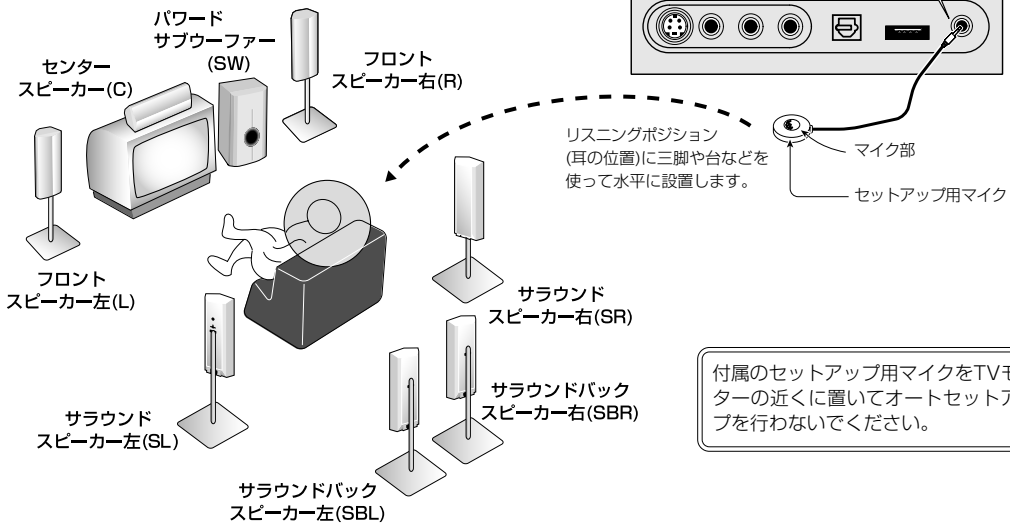 パワード
サブウーファー
(SW)
フロント
スピーカー右(R)
センター
スピーカー(C)
リスニングポジション
(耳の位置)に三脚や台などを
使って水平に設置します。
マイク部
セットアップ用マイク
フロント
スピーカー左(L)
サラウンド
スピーカー右(SR)
サラウンドバック
スピーカー右(SBR)
サラウンド
スピーカー左(SL)
サラウンドバック
スピーカー左(SBL)
付属のセットアップ用マイクをTVモ
ターの近くに置いてオートセットア
プを行わないでください。